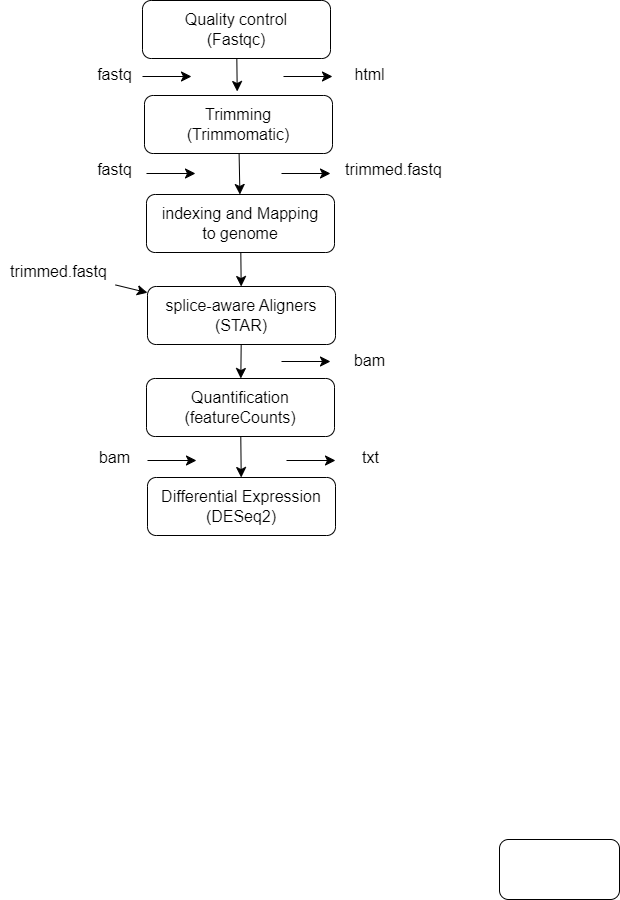 Quality control
(Fastqc)
fastq
html
Trimming
(Trimmomatic)
fastq
trimmed.fastq
indexing and Mapping
to genome
trimmed.fastq
splice-aware Aligners
(STAR)
bam
Quantification
(featureCounts)
bam
txt
Differential Expression
(DESeq2)